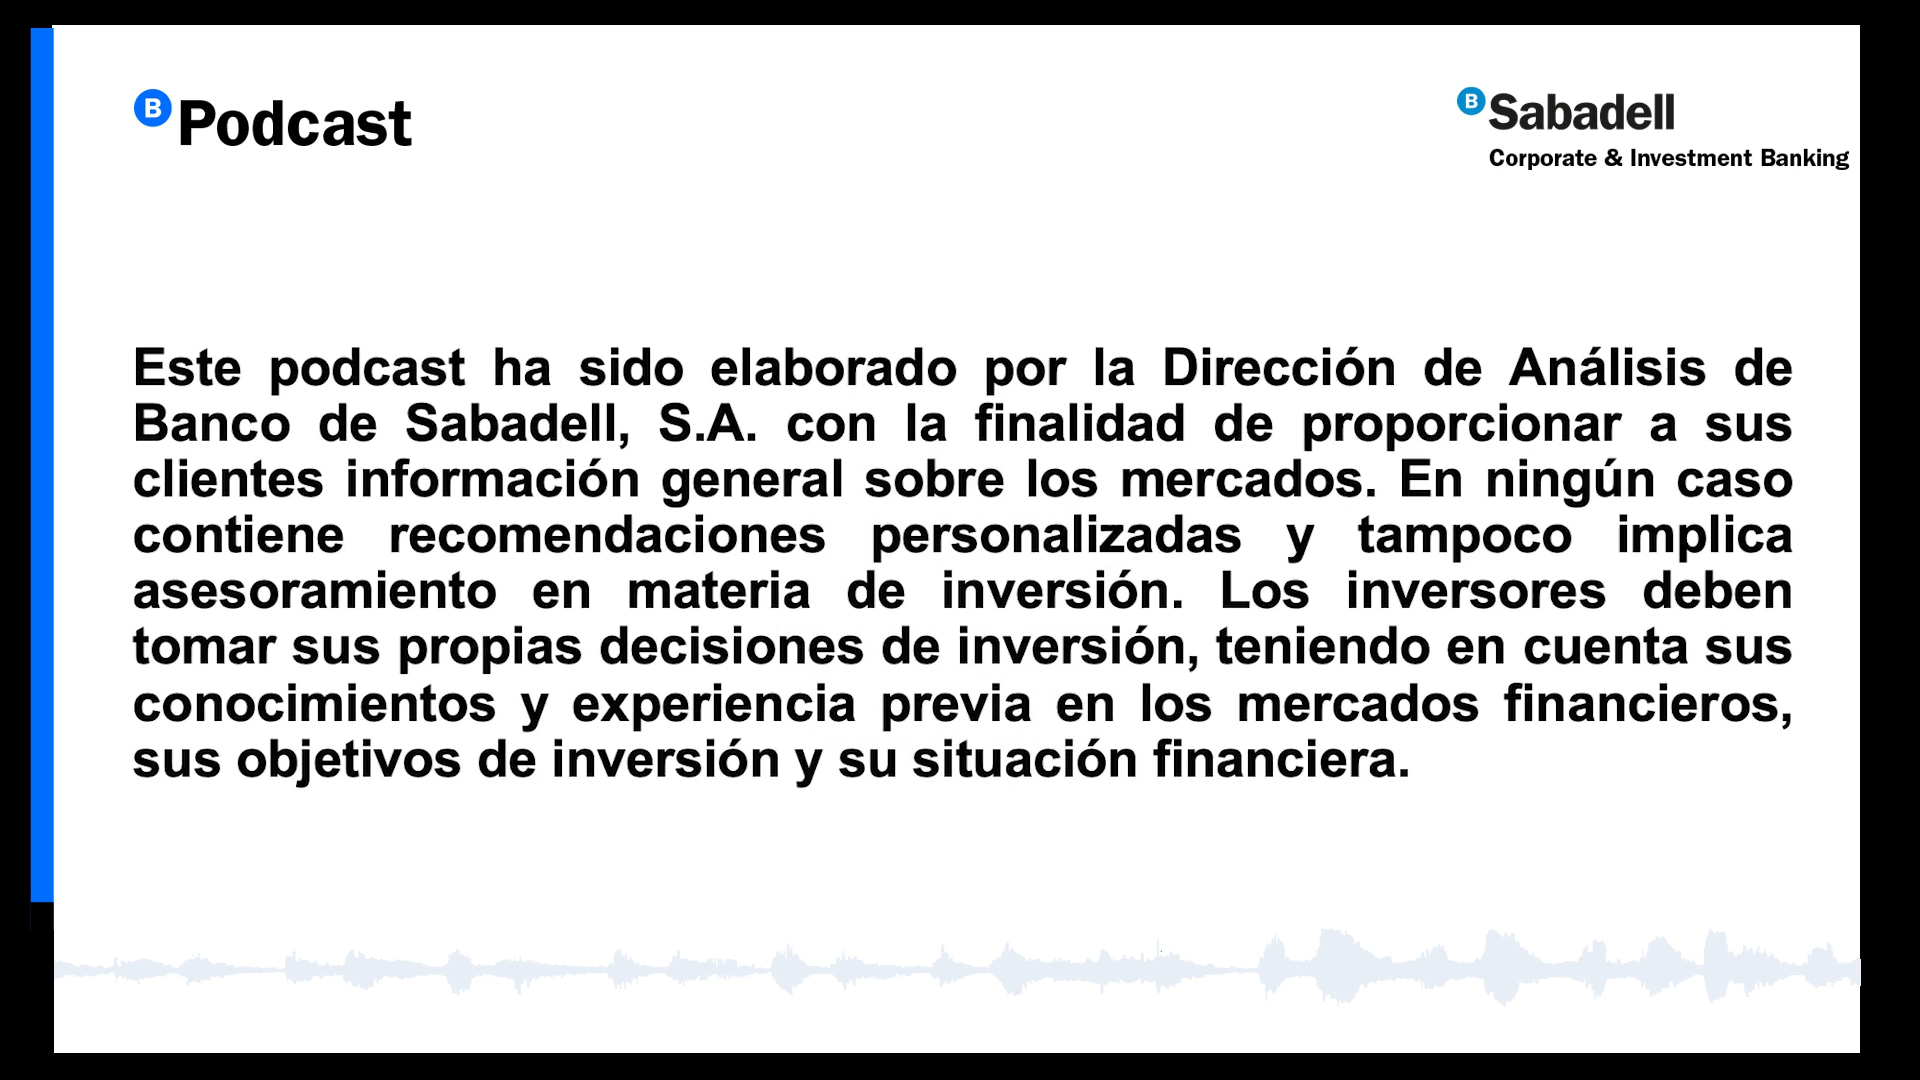 B Podcast
B Sabadell
Corporate & Investment Banking
Este podcast ha sido elaborado por la Dirección de Análisis de
Banco de Sabadell, S.A. con la finalidad de proporcionar a sus
clientes información general sobre los mercados. En ningún caso
contiene recomendaciones personalizadas y tampoco implica
asesoramiento en materia de inversión. Los inversores deben
tomar sus propias decisiones de inversión, teniendo en cuenta sus
conocimientos y experiencia previa en los mercados financieros,
sus objetivos de inversión y su situación financiera.